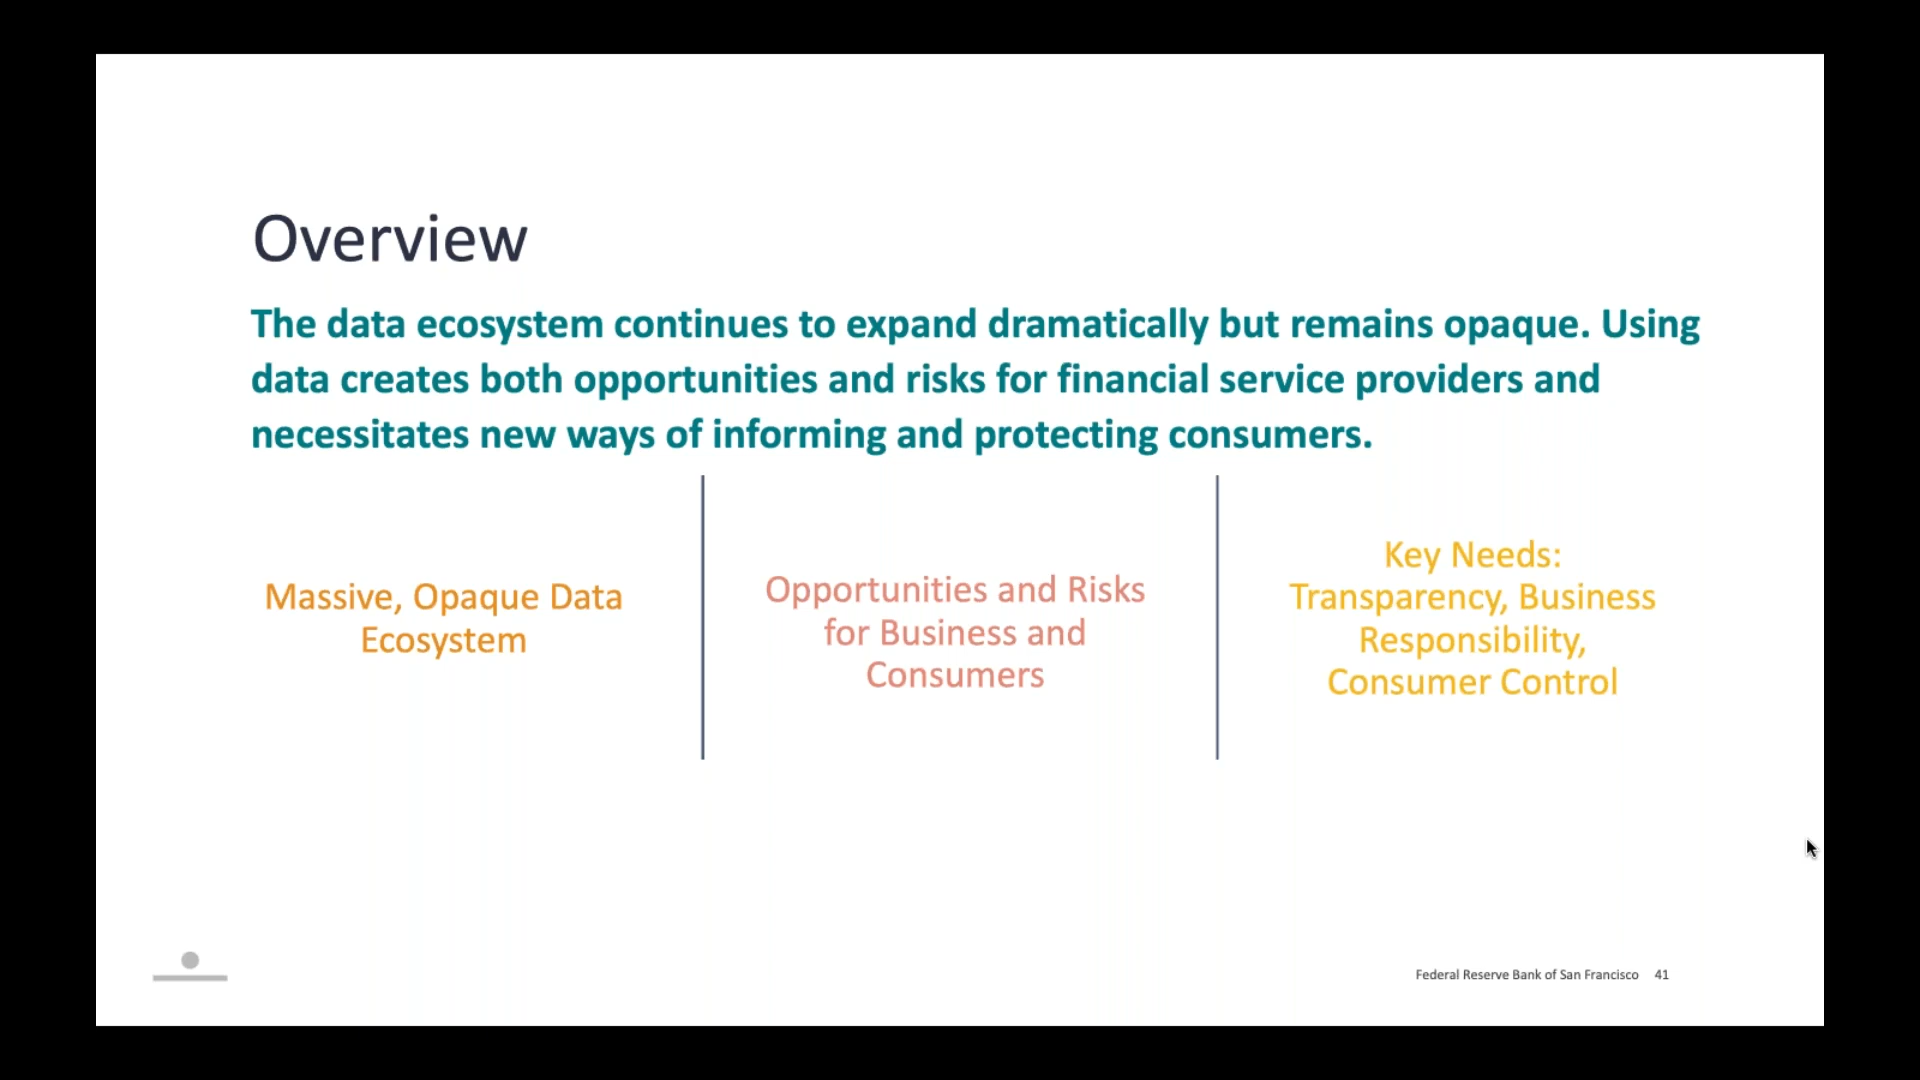 Overview
The data ecosystem continues to expand dramatically but remains opaque. Using
data creates both opportunities and risks for financial service providers and
necessitates new ways of informing and protecting consumers.
Massive, Opaque Data
Ecosystem
Opportunities and Risks
for Business and
Consumers
Key Needs:
Transparency, Business
Responsibility,
Consumer Control
Federal Reserve Bank of San Francisco 41